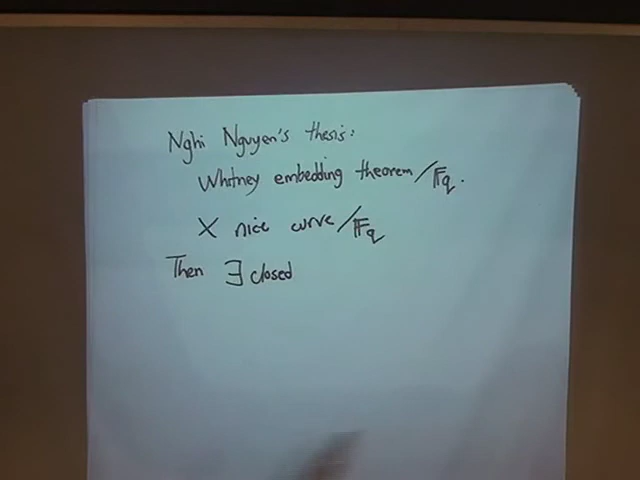 Nghi Nguyen's thesis:
Whitney embedding theorem/𝔽q.
X nice curve/𝔽q
Then ∃ closed